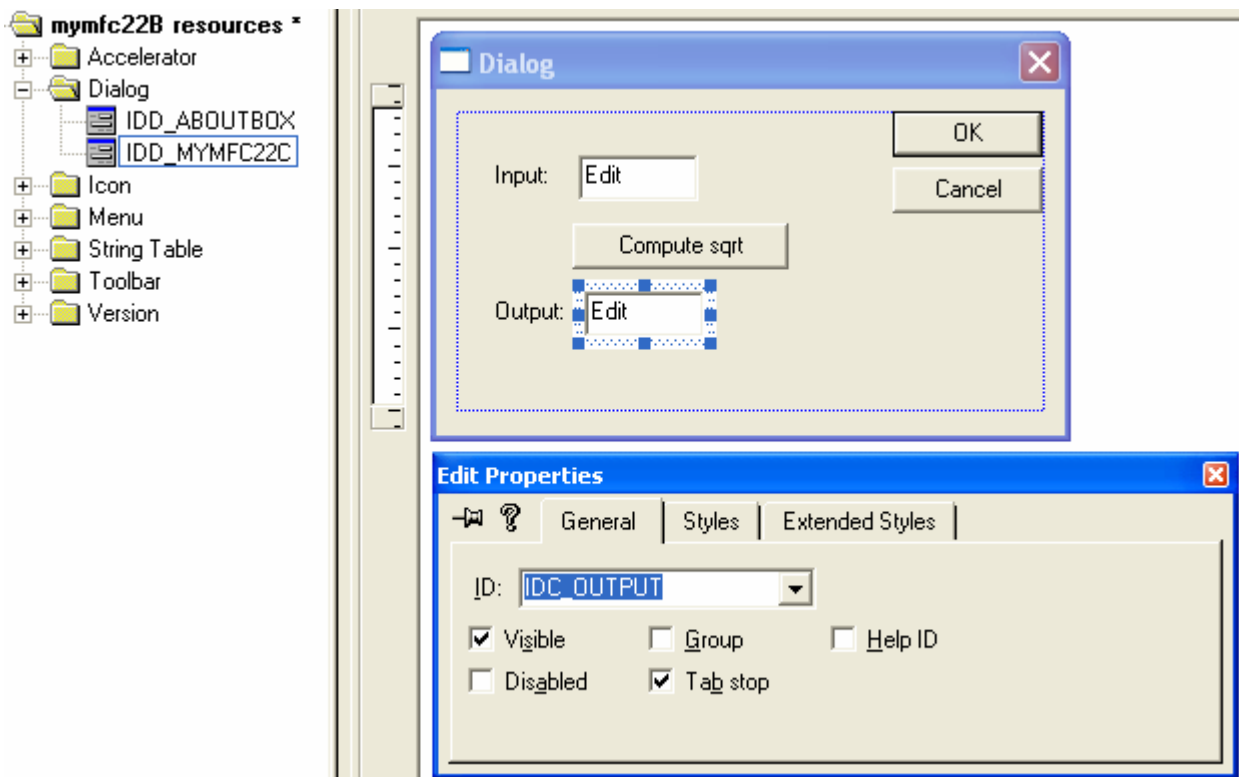 mymfc22B resources *
Accelerator
Dialog
IDD_ABOUTBOX
IDD_MYMFC22C
Icon
Menu
String Table
Toolbar
Version
Dialog
OK
Input: Edit
Cancel
Compute sqrt
Output: Edit
Edit Properties
General Styles Extended Styles
ID: IDC_OUTPUT
Visible Group Help ID
Disabled Tab stop